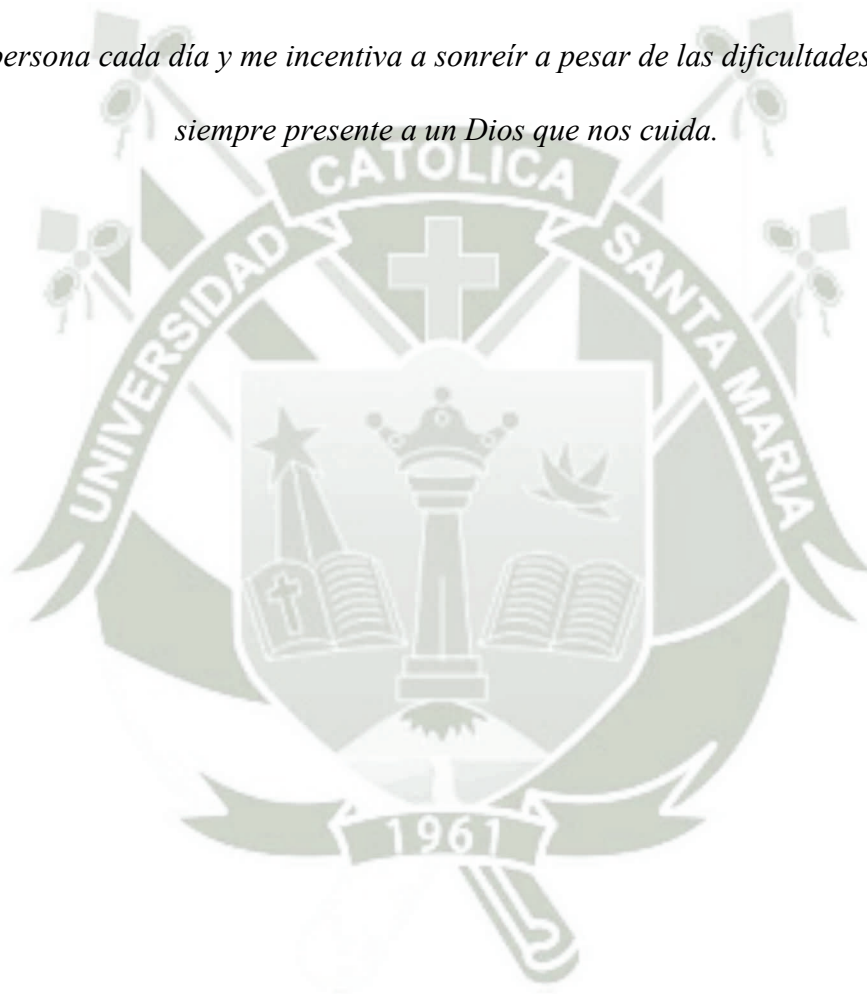 persona cada día y me incentiva a sonreír a pesar de las dificultades
siempre presente a un Dios que nos cuida.
CATOLICA
UNIVERSIDAD
SANTA MARIA
1961